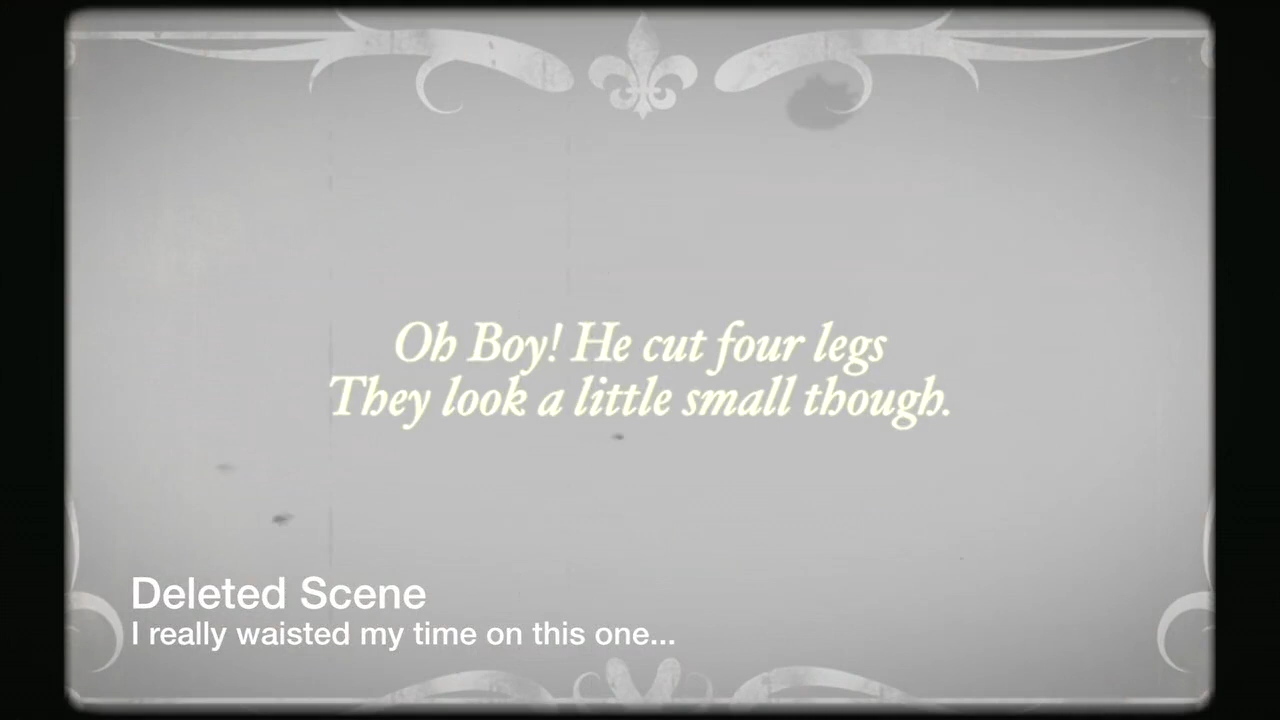 Oh Boy! He cut four legs
They look a little small though.
Deleted Scene
I really waisted my time on this one...